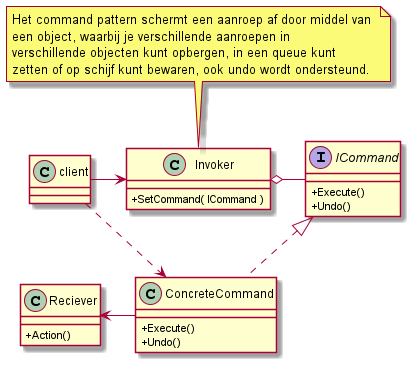 Het command pattern schermt een aanroep af door middel van
een object, waarbij je verschillende aanroepen in
verschillende objecten kunt opbergen, in een queue kunt
zetten of op schijf kunt bewaren, ook undo wordt ondersteund.
C client
C Invoker
+SetCommand( ICommand )
I ICommand
+Execute()
+Undo()
C Reciever
+Action()
C ConcreteCommand
+Execute()
+Undo()